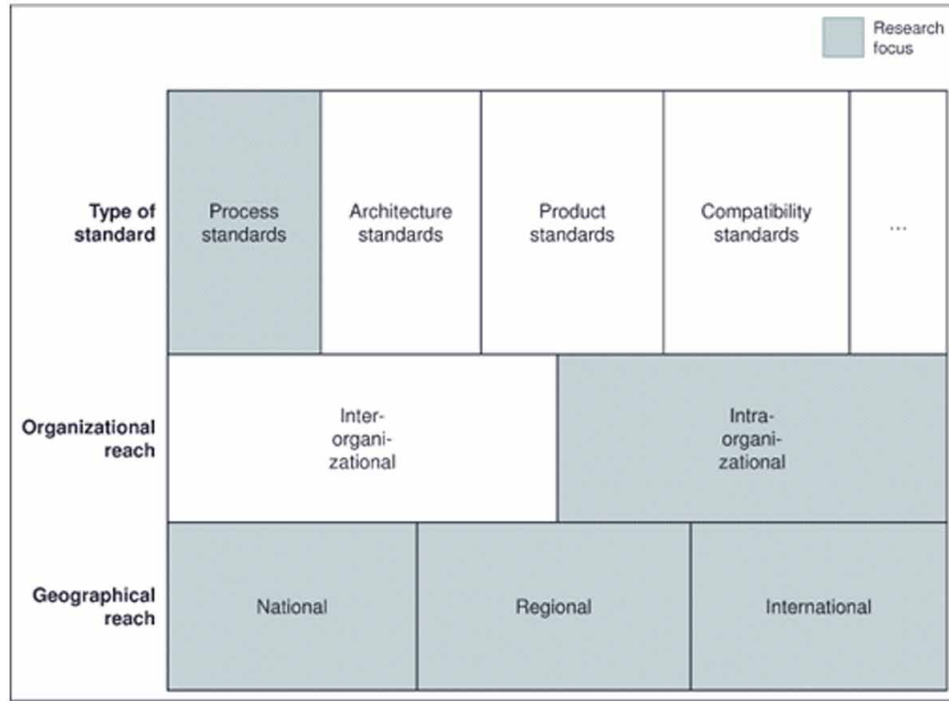 Research
focus
Type of
standard
Process
standards
Architecture
standards
Product
standards
Compatibility
standards
...
Organizational
reach
Inter-
organi-
zational
Intra-
organi-
zational
Geographical
reach
National
Regional
International